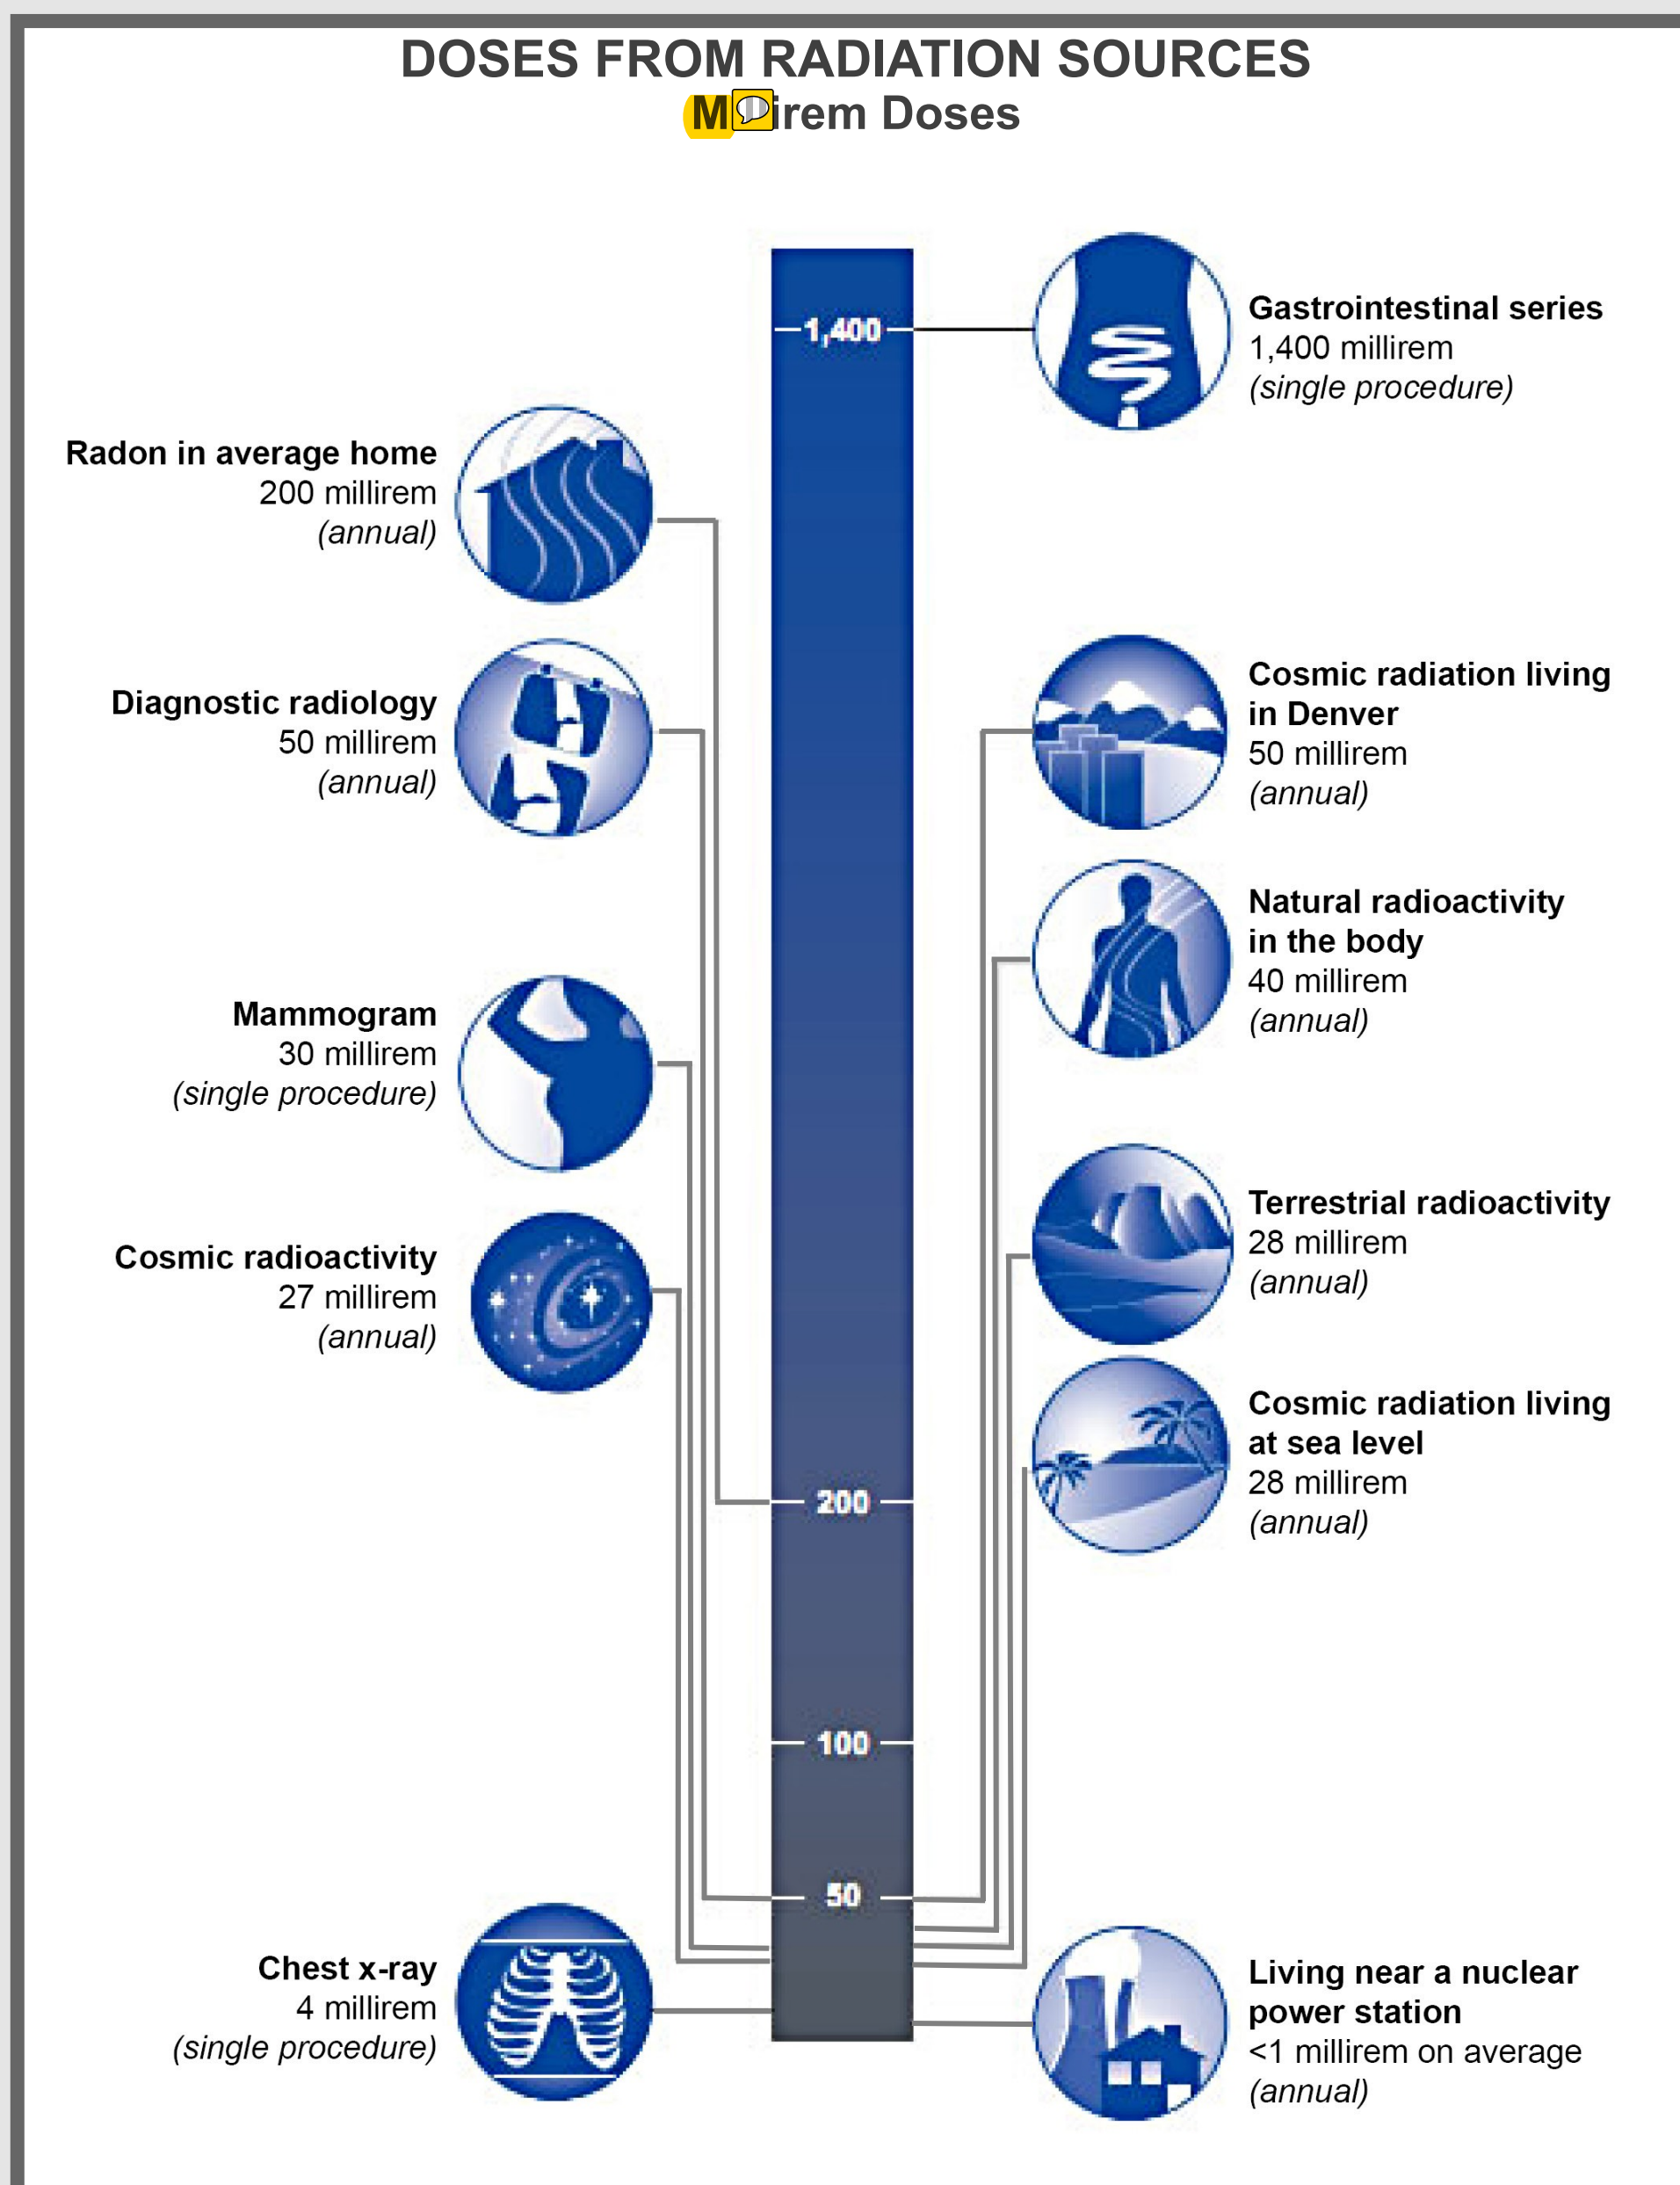 DOSES FROM RADIATION SOURCES
M irem Doses
1,400
Gastrointestinal series
1,400 millirem
(single procedure)
Radon in average home
200 millirem
(annual)
Diagnostic radiology
50 millirem
(annual)
Cosmic radiation living
in Denver
50 millirem
(annual)
Natural radioactivity
in the body
40 millirem
(annual)
Mammogram
30 millirem
(single procedure)
Terrestrial radioactivity
28 millirem
(annual)
Cosmic radioactivity
27 millirem
(annual)
Cosmic radiation living
at sea level
28 millirem
(annual)
200
100
50
Chest x-ray
4 millirem
(single procedure)
Living near a nuclear
power station
<1 millirem on average
(annual)